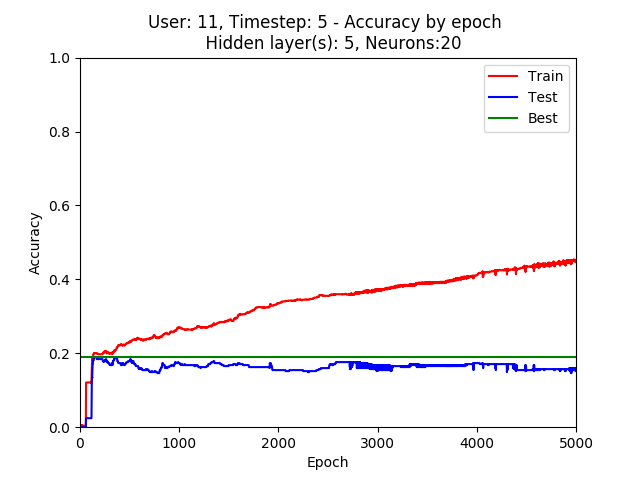 User: 11, Timestep: 5 - Accuracy by epoch
Hidden layer(s): 5, Neurons:20
1.0
0.8
0.6
0.4
0.2
0.0
Accuracy
Train
Test
Best
0 1000 2000 3000 4000 5000
Epoch